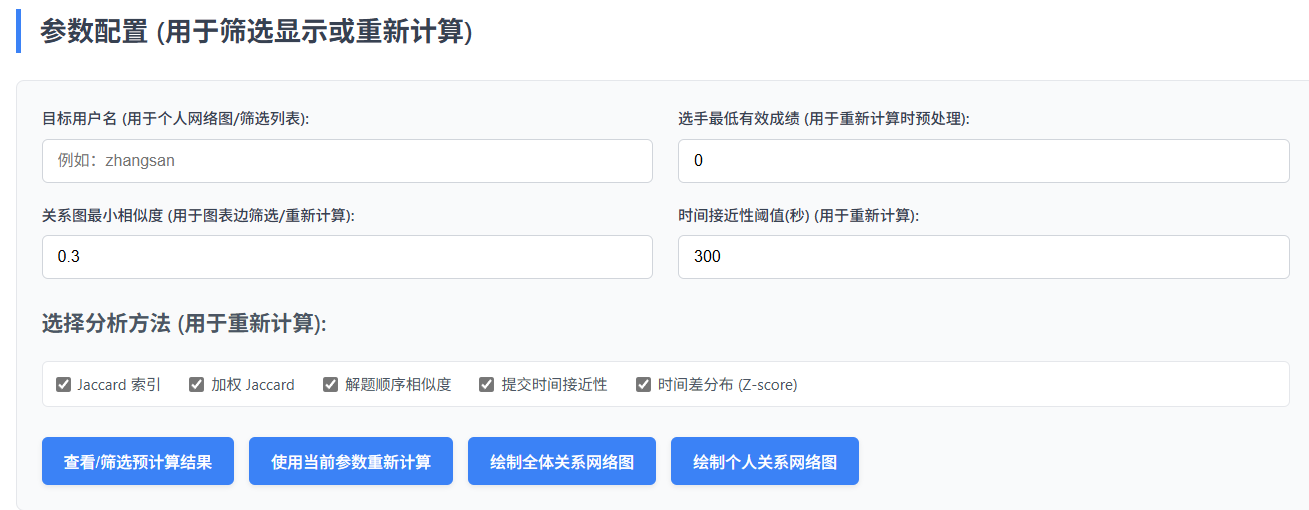 参数配置 (用于筛选显示或重新计算)
目标用户名 (用于个人网络图/筛选列表):
选手最低有效成绩 (用于重新计算时预处理):
例如：zhangsan
0
关系图最小相似度 (用于图表边筛选/重新计算):
时间接近性阈值(秒) (用于重新计算):
0.3
300
选择分析方法 (用于重新计算):
Jaccard 索引 加权 Jaccard 解题顺序相似度 提交时间接近性 时间差分布 (Z-score)
查看/筛选预计算结果 使用当前参数重新计算 绘制全体关系网络图 绘制个人关系网络图